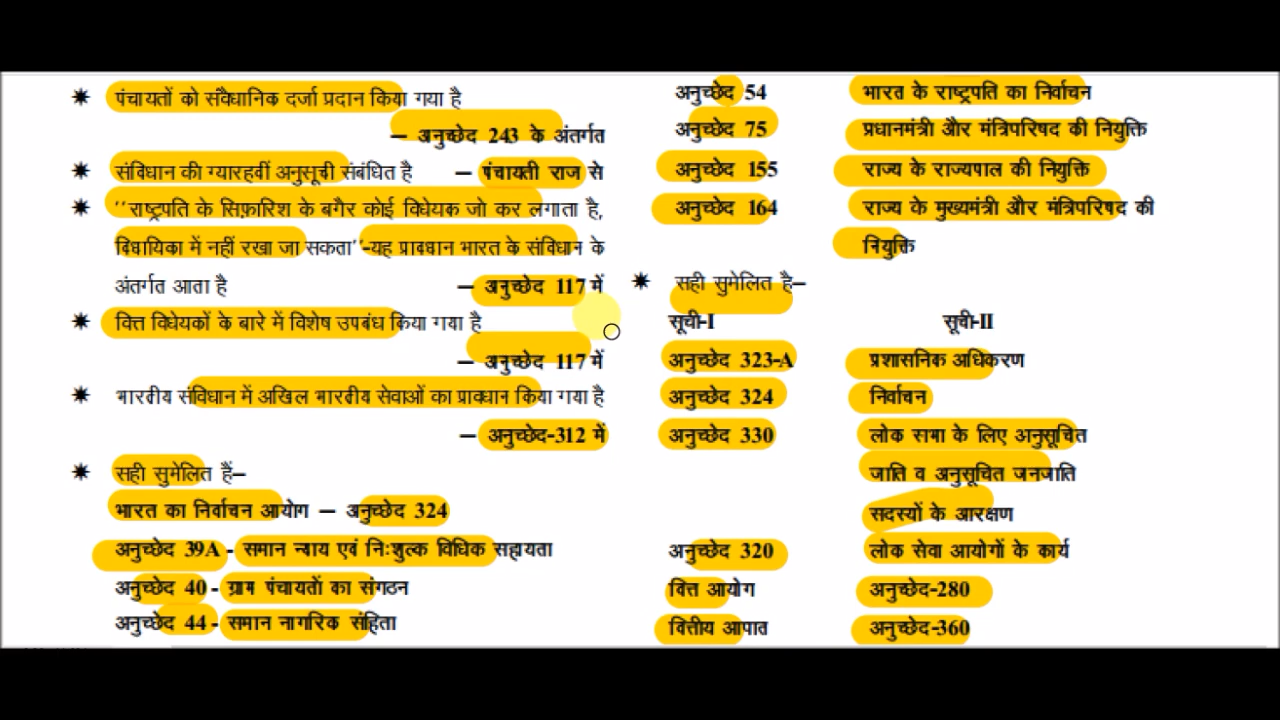 ✷ पंचायतों को संवैधानिक दर्जा प्रदान किया गया है
– अनुच्छेद 243 के अंतर्गत
✷ संविधान की ग्यारहवीं अनुसूची संबंधित है – पंचायती राज से
✷ ''राष्ट्रपति के सिफ़ारिश के बगैर कोई विधेयक जो कर लगाता है,
विधायिका में नहीं रखा जा सकता''-यह प्रावधान भारत के संविधान के
अंतर्गत आता है – अनुच्छेद 117 में
✷ वित्त विधेयकों के बारे में विशेष उपबंध किया गया है
– अनुच्छेद 117 में
✷ भारतीय संविधान में अखिल भारतीय सेवाओं का प्रावधान किया गया है
– अनुच्छेद-312 में
✷ सही सुमेलित हैं–
भारत का निर्वाचन आयोग – अनुच्छेद 324
अनुच्छेद 39A - समान न्याय एवं निःशुल्क विधिक सहायता
अनुच्छेद 40 - ग्राम पंचायतों का संगठन
अनुच्छेद 44 - समान नागरिक संहिता
अनुच्छेद 54 भारत के राष्ट्रपति का निर्वाचन
अनुच्छेद 75 प्रधानमंत्री और मंत्रिपरिषद की नियुक्ति
अनुच्छेद 155 राज्य के राज्यपाल की नियुक्ति
अनुच्छेद 164 राज्य के मुख्यमंत्री और मंत्रिपरिषद की
नियुक्ति
✷ सही सुमेलित है–
सूची-I सूची-II
अनुच्छेद 323-A प्रशासनिक अधिकरण
अनुच्छेद 324 निर्वाचन
अनुच्छेद 330 लोक सभा के लिए अनुसूचित
जाति व अनुसूचित जनजाति
सदस्यों के आरक्षण
अनुच्छेद 320 लोक सेवा आयोगों के कार्य
वित्त आयोग अनुच्छेद-280
वित्तीय आपात अनुच्छेद-360